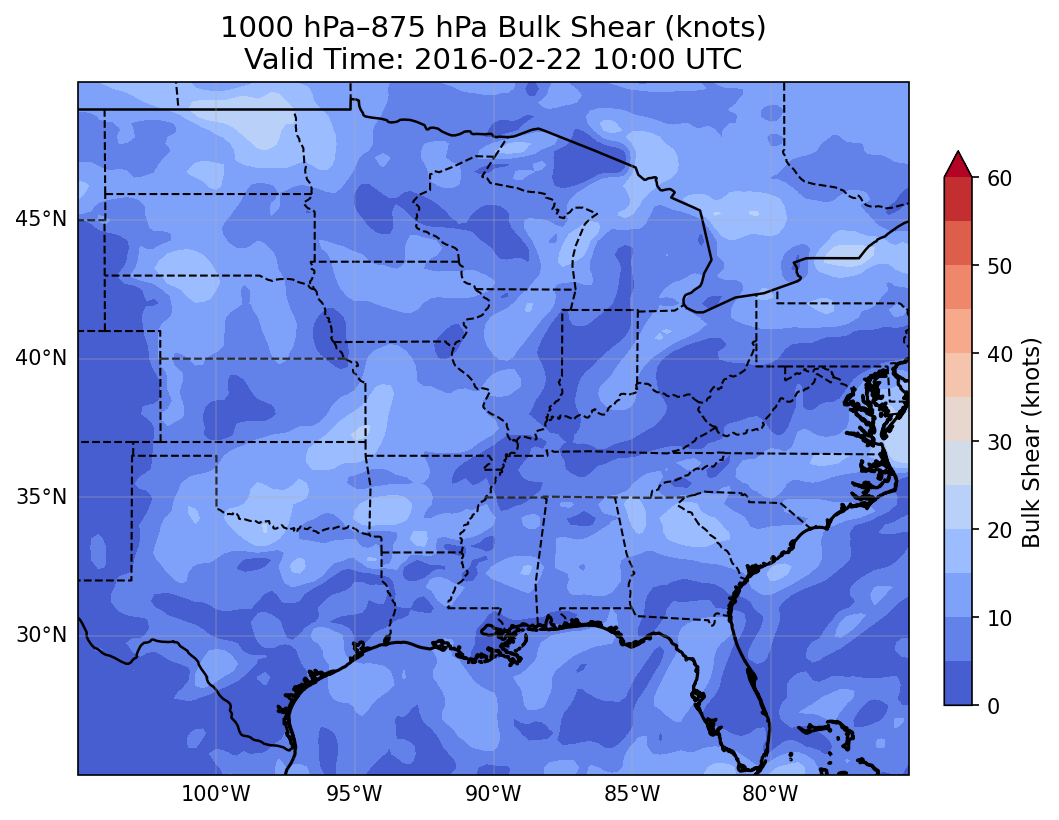 1000 hPa–875 hPa Bulk Shear (knots)
Valid Time: 2016-02-22 10:00 UTC
45°N
40°N
35°N
30°N
100°W
95°W
90°W
85°W
80°W
60
50
40
30
20
10
0
Bulk Shear (knots)